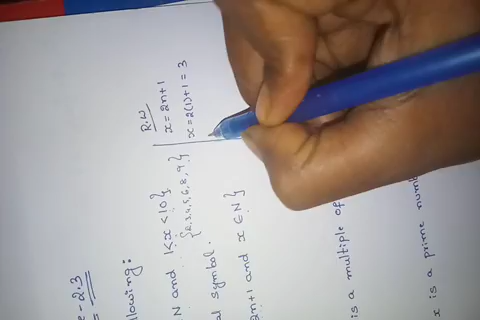 - 2.3
llowing:
N and 1<x<10}
{2,3,4,5,6,8,9}
al symbol.
2n+1 and x ∈ N}
is a multiple of
x is a prime numb
R.W
x = 2n+1
x = 2(1)+1 = 3